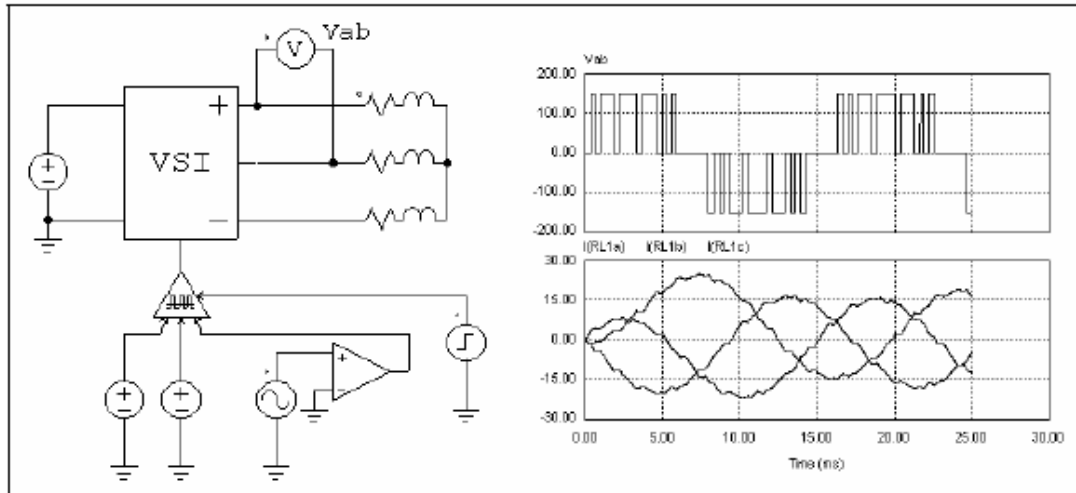 Vab
V
VSI
Vab
200.00
100.00
0.00
-100.00
-200.00
I(RL1a) I(RL1b) I(RL1c)
30.00
15.00
0.00
-15.00
-30.00
0.00 5.00 10.00 15.00 20.00 25.00 30.00
Time (ms)